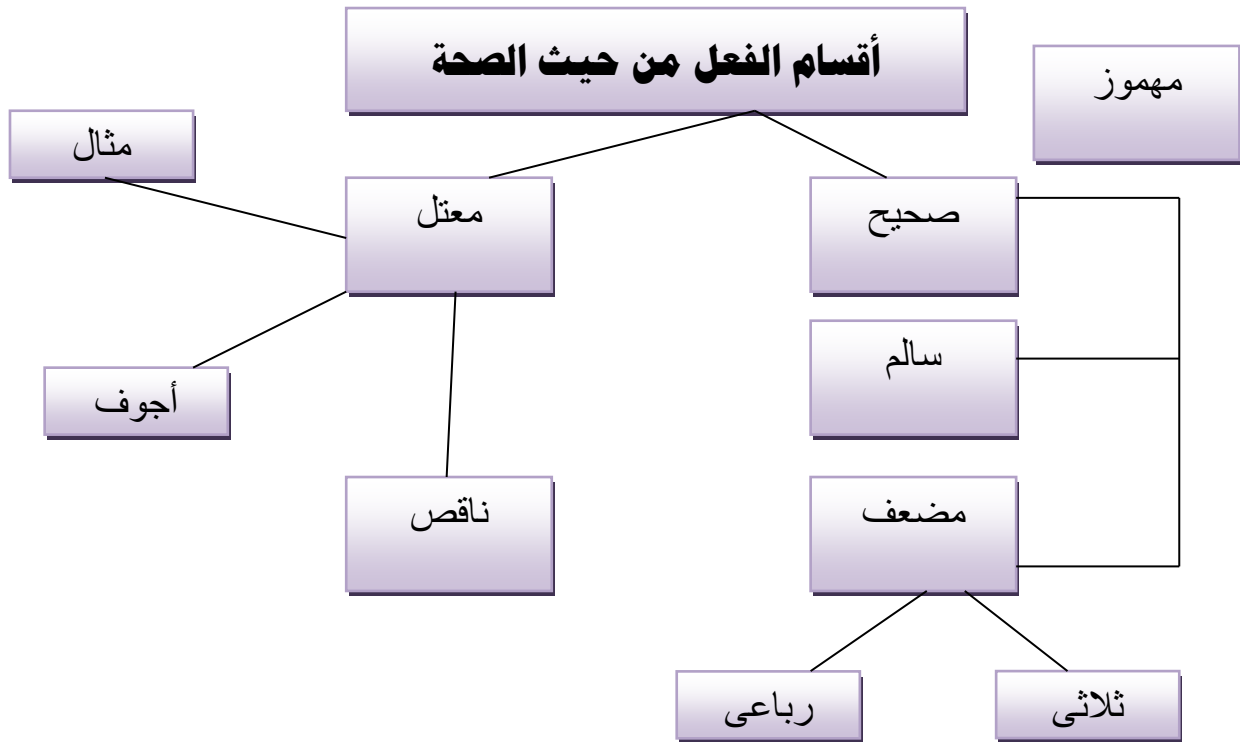 أقسام الفعل من حيث الصحة
مهموز
مثال
صحيح
معتل
سالم
أجوف
مضعف
ناقص
ثلاثى
رباعى